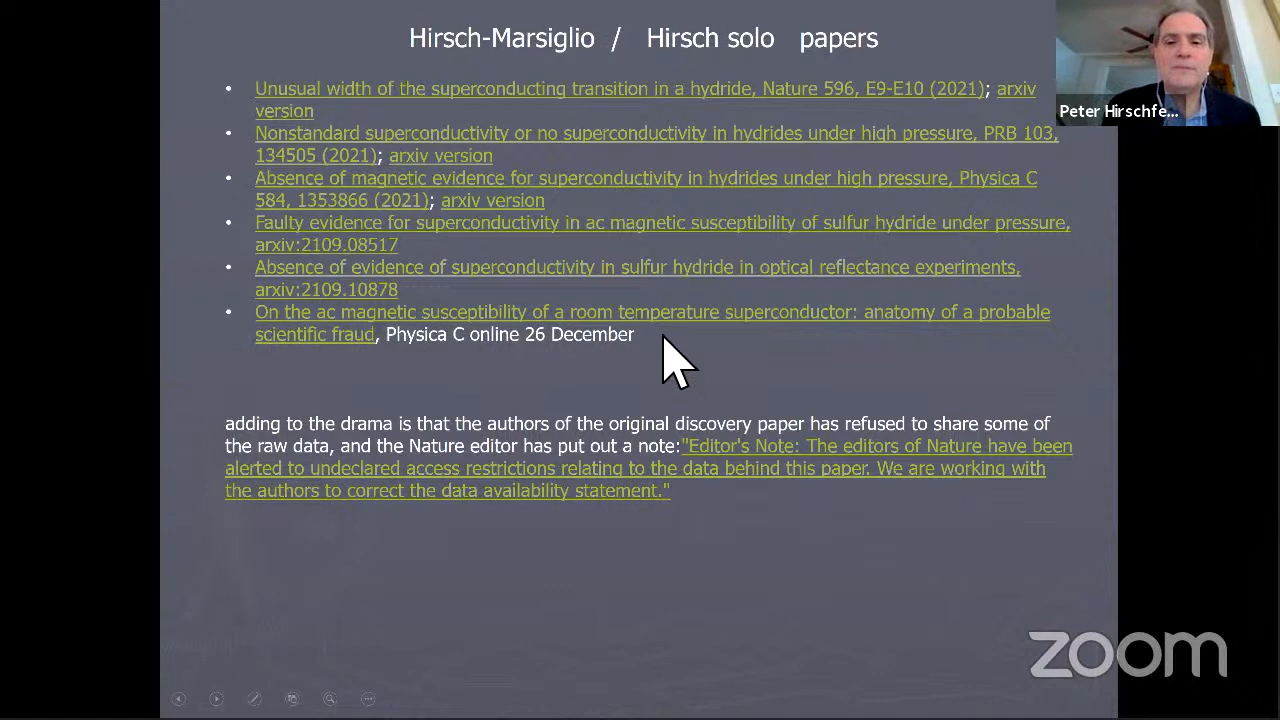 Hirsch-Marsiglio / Hirsch solo papers
• Unusual width of the superconducting transition in a hydride, Nature 596, E9-E10 (2021); arxiv
version
• Nonstandard superconductivity or no superconductivity in hydrides under high pressure, PRB 103,
134505 (2021); arxiv version
• Absence of magnetic evidence for superconductivity in hydrides under high pressure, Physica C
584, 1353866 (2021); arxiv version
• Faulty evidence for superconductivity in ac magnetic susceptibility of sulfur hydride under pressure,
arxiv:2109.08517
• Absence of evidence of superconductivity in sulfur hydride in optical reflectance experiments,
arxiv:2109.10878
• On the ac magnetic susceptibility of a room temperature superconductor: anatomy of a probable
scientific fraud, Physica C online 26 December
adding to the drama is that the authors of the original discovery paper has refused to share some of
the raw data, and the Nature editor has put out a note:"Editor's Note: The editors of Nature have been
alerted to undeclared access restrictions relating to the data behind this paper. We are working with
the authors to correct the data availability statement."
Peter Hirschfe...
zoom